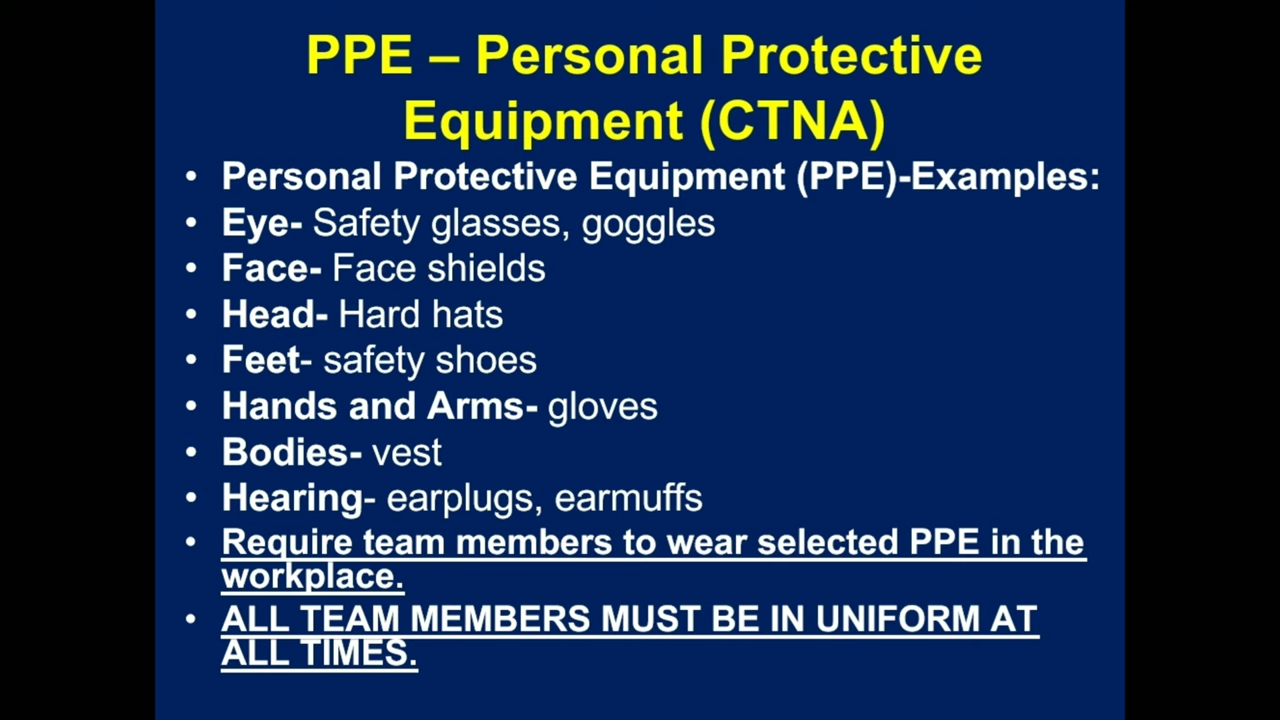 PPE – Personal Protective
Equipment (CTNA)
• Personal Protective Equipment (PPE)-Examples:
• Eye- Safety glasses, goggles
• Face- Face shields
• Head- Hard hats
• Feet- safety shoes
• Hands and Arms- gloves
• Bodies- vest
• Hearing- earplugs, earmuffs
• Require team members to wear selected PPE in the
workplace.
• ALL TEAM MEMBERS MUST BE IN UNIFORM AT
ALL TIMES.